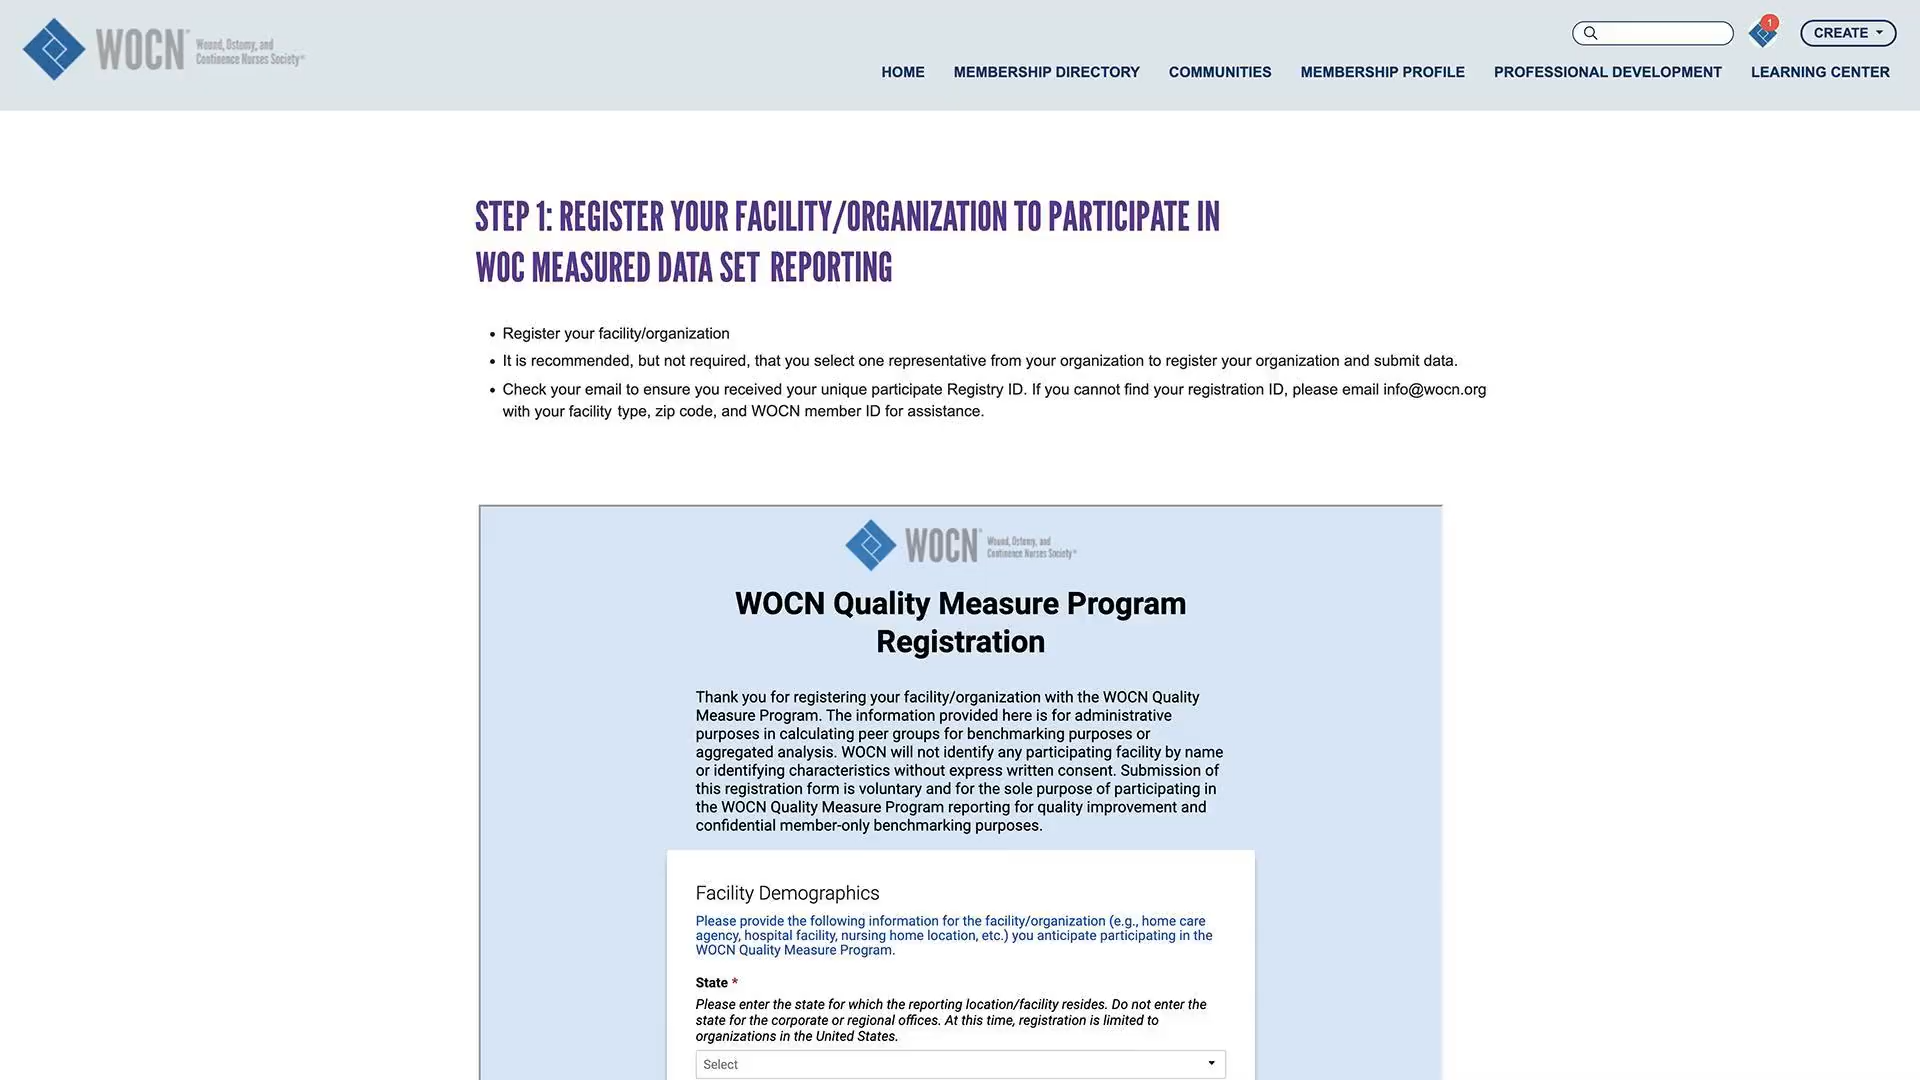 WOCN Wound, Ostomy, and
Continence Nurses Society
1
CREATE
HOME MEMBERSHIP DIRECTORY COMMUNITIES MEMBERSHIP PROFILE PROFESSIONAL DEVELOPMENT LEARNING CENTER
STEP 1: REGISTER YOUR FACILITY/ORGANIZATION TO PARTICIPATE IN
WOC MEASURED DATA SET REPORTING
• Register your facility/organization
• It is recommended, but not required, that you select one representative from your organization to register your organization and submit data.
• Check your email to ensure you received your unique participate Registry ID. If you cannot find your registration ID, please email info@wocn.org
with your facility type, zip code, and WOCN member ID for assistance.
WOCN Wound, Ostomy, and
Continence Nurses Society
WOCN Quality Measure Program
Registration
Thank you for registering your facility/organization with the WOCN Quality
Measure Program. The information provided here is for administrative
purposes in calculating peer groups for benchmarking purposes or
aggregated analysis. WOCN will not identify any participating facility by name
or identifying characteristics without express written consent. Submission of
this registration form is voluntary and for the sole purpose of participating in
the WOCN Quality Measure Program reporting for quality improvement and
confidential member-only benchmarking purposes.
Facility Demographics
Please provide the following information for the facility/organization (e.g., home care
agency, hospital facility, nursing home location, etc.) you anticipate participating in the
WOCN Quality Measure Program.
State *
Please enter the state for which the reporting location/facility resides. Do not enter the
state for the corporate or regional offices. At this time, registration is limited to
organizations in the United States.
Select